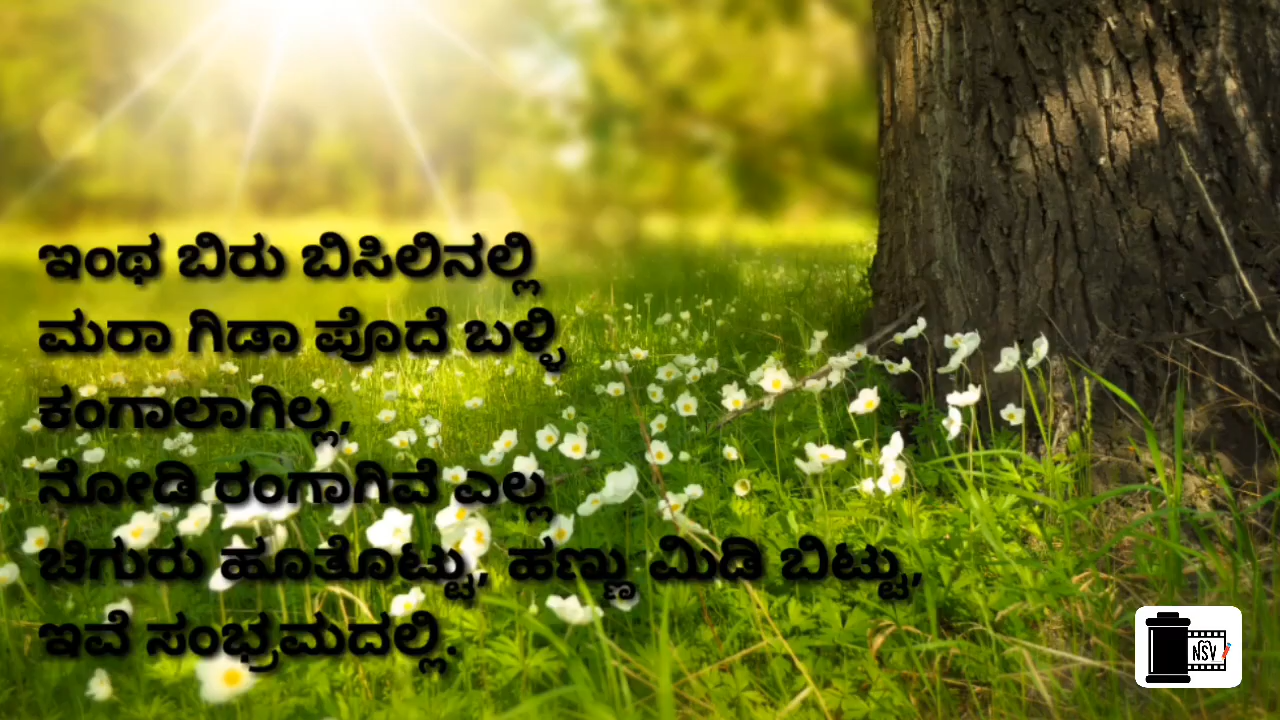 ಇಂಥ ಬಿರು ಬಿಸಿಲಿನಲ್ಲಿ
ಮರಾ ಗಿಡಾ ಪೊದೆ ಬಳ್ಳಿ
ಕಂಗಾಲಾಗಿಲ್ಲ,
ನೋಡಿ ರಂಗಾಗಿವೆ ಎಲ್ಲ
ಚಿಗುರು ಹೂತೊಟ್ಟು, ಹಣ್ಣು ಮಿಡಿ ಬಿಟ್ಟು,
ಇವೆ ಸಂಭ್ರಮದಲ್ಲಿ.
NSV